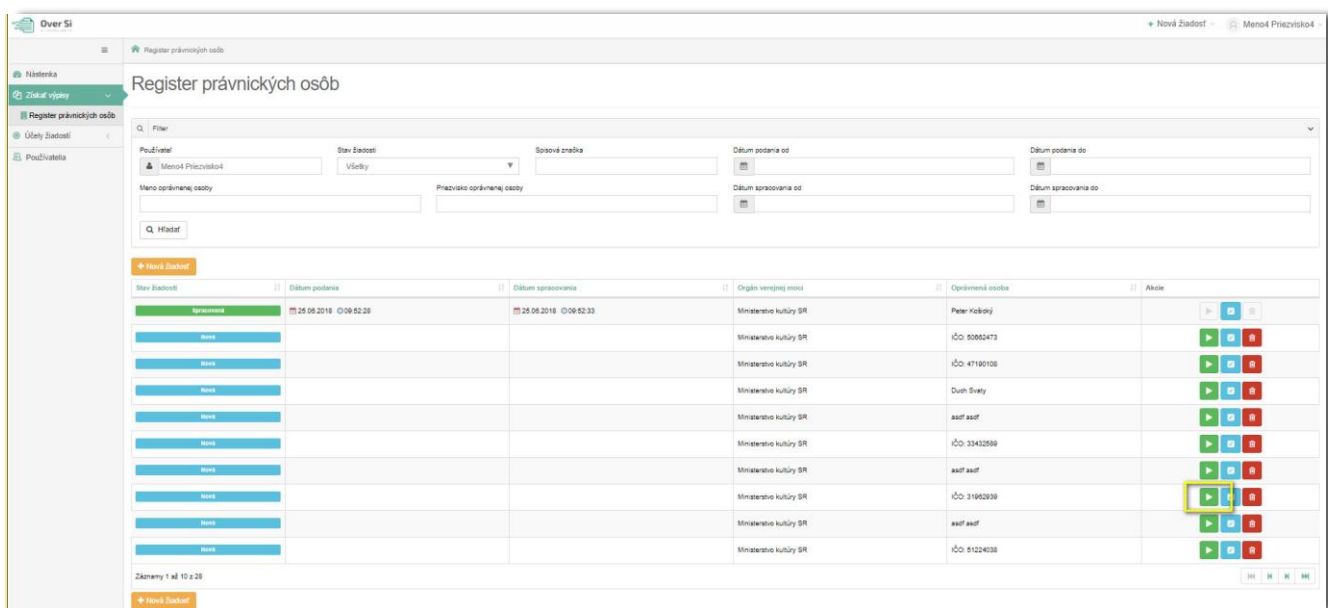 Over Si
+ Nová žiadosť
Meno4 Priezvisko4
Register právnických osôb
Nástenka
Získať výpisy
Register právnických osôb
Účely žiadostí
Používatelia
Register právnických osôb
Filter
Používateľ
Stav žiadosti
Spisová značka
Dátum podania od
Dátum podania do
Meno4 Priezvisko4
Všetky
Meno oprávnenej osoby
Priezvisko oprávnenej osoby
Dátum spracovania od
Dátum spracovania do
Hľadať
+ Nová žiadosť
Stav žiadosti Dátum podania Dátum spracovania Orgán verejnej moci Oprávnená osoba Akcie
Spracovaná 25.06.2018 09:52:28 25.06.2018 09:52:33 Ministerstvo kultúry SR Peter
Nová Ministerstvo kultúry SR IČO: 50662473
Nová Ministerstvo kultúry SR IČO: 47190108
Nová Ministerstvo kultúry SR Duch Svaty
Nová Ministerstvo kultúry SR asdf asdf
Nová Ministerstvo kultúry SR IČO: 33432589
Nová Ministerstvo kultúry SR asdf asdf
Nová Ministerstvo kultúry SR IČO: 31962939
Nová Ministerstvo kultúry SR asdf asdf
Nová Ministerstvo kultúry SR IČO: 51224038
Záznamy 1 až 10 z 28
+ Nová žiadosť